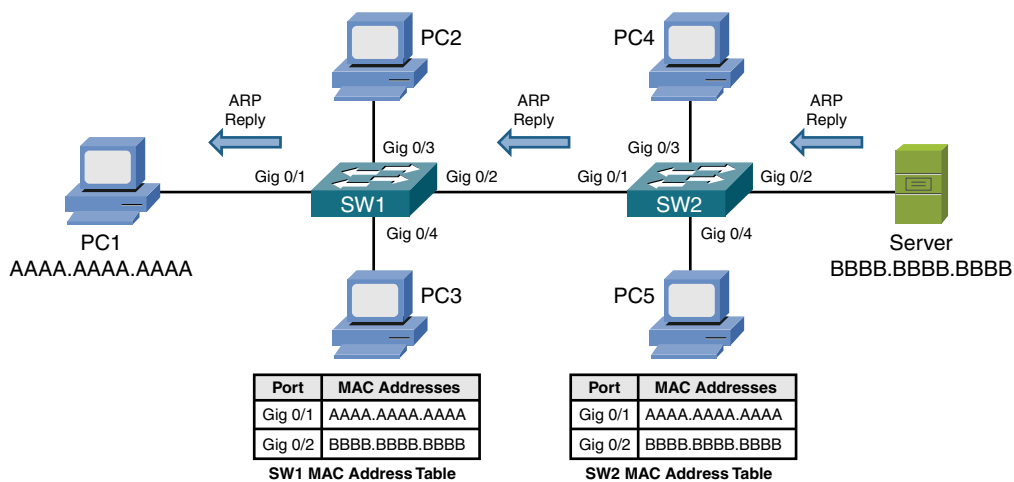 PC2
PC4
ARP
Reply
ARP
Reply
ARP
Reply
Gig 0/3
Gig 0/3
Gig 0/1
Gig 0/2
Gig 0/1
Gig 0/2
SW1
SW2
Gig 0/4
Gig 0/4
PC1
AAAA.AAAA.AAAA
Server
BBBB.BBBB.BBBB
PC3
PC5
Port MAC Addresses
Gig 0/1 AAAA.AAAA.AAAA
Gig 0/2 BBBB.BBBB.BBBB
SW1 MAC Address Table
Port MAC Addresses
Gig 0/1 AAAA.AAAA.AAAA
Gig 0/2 BBBB.BBBB.BBBB
SW2 MAC Address Table